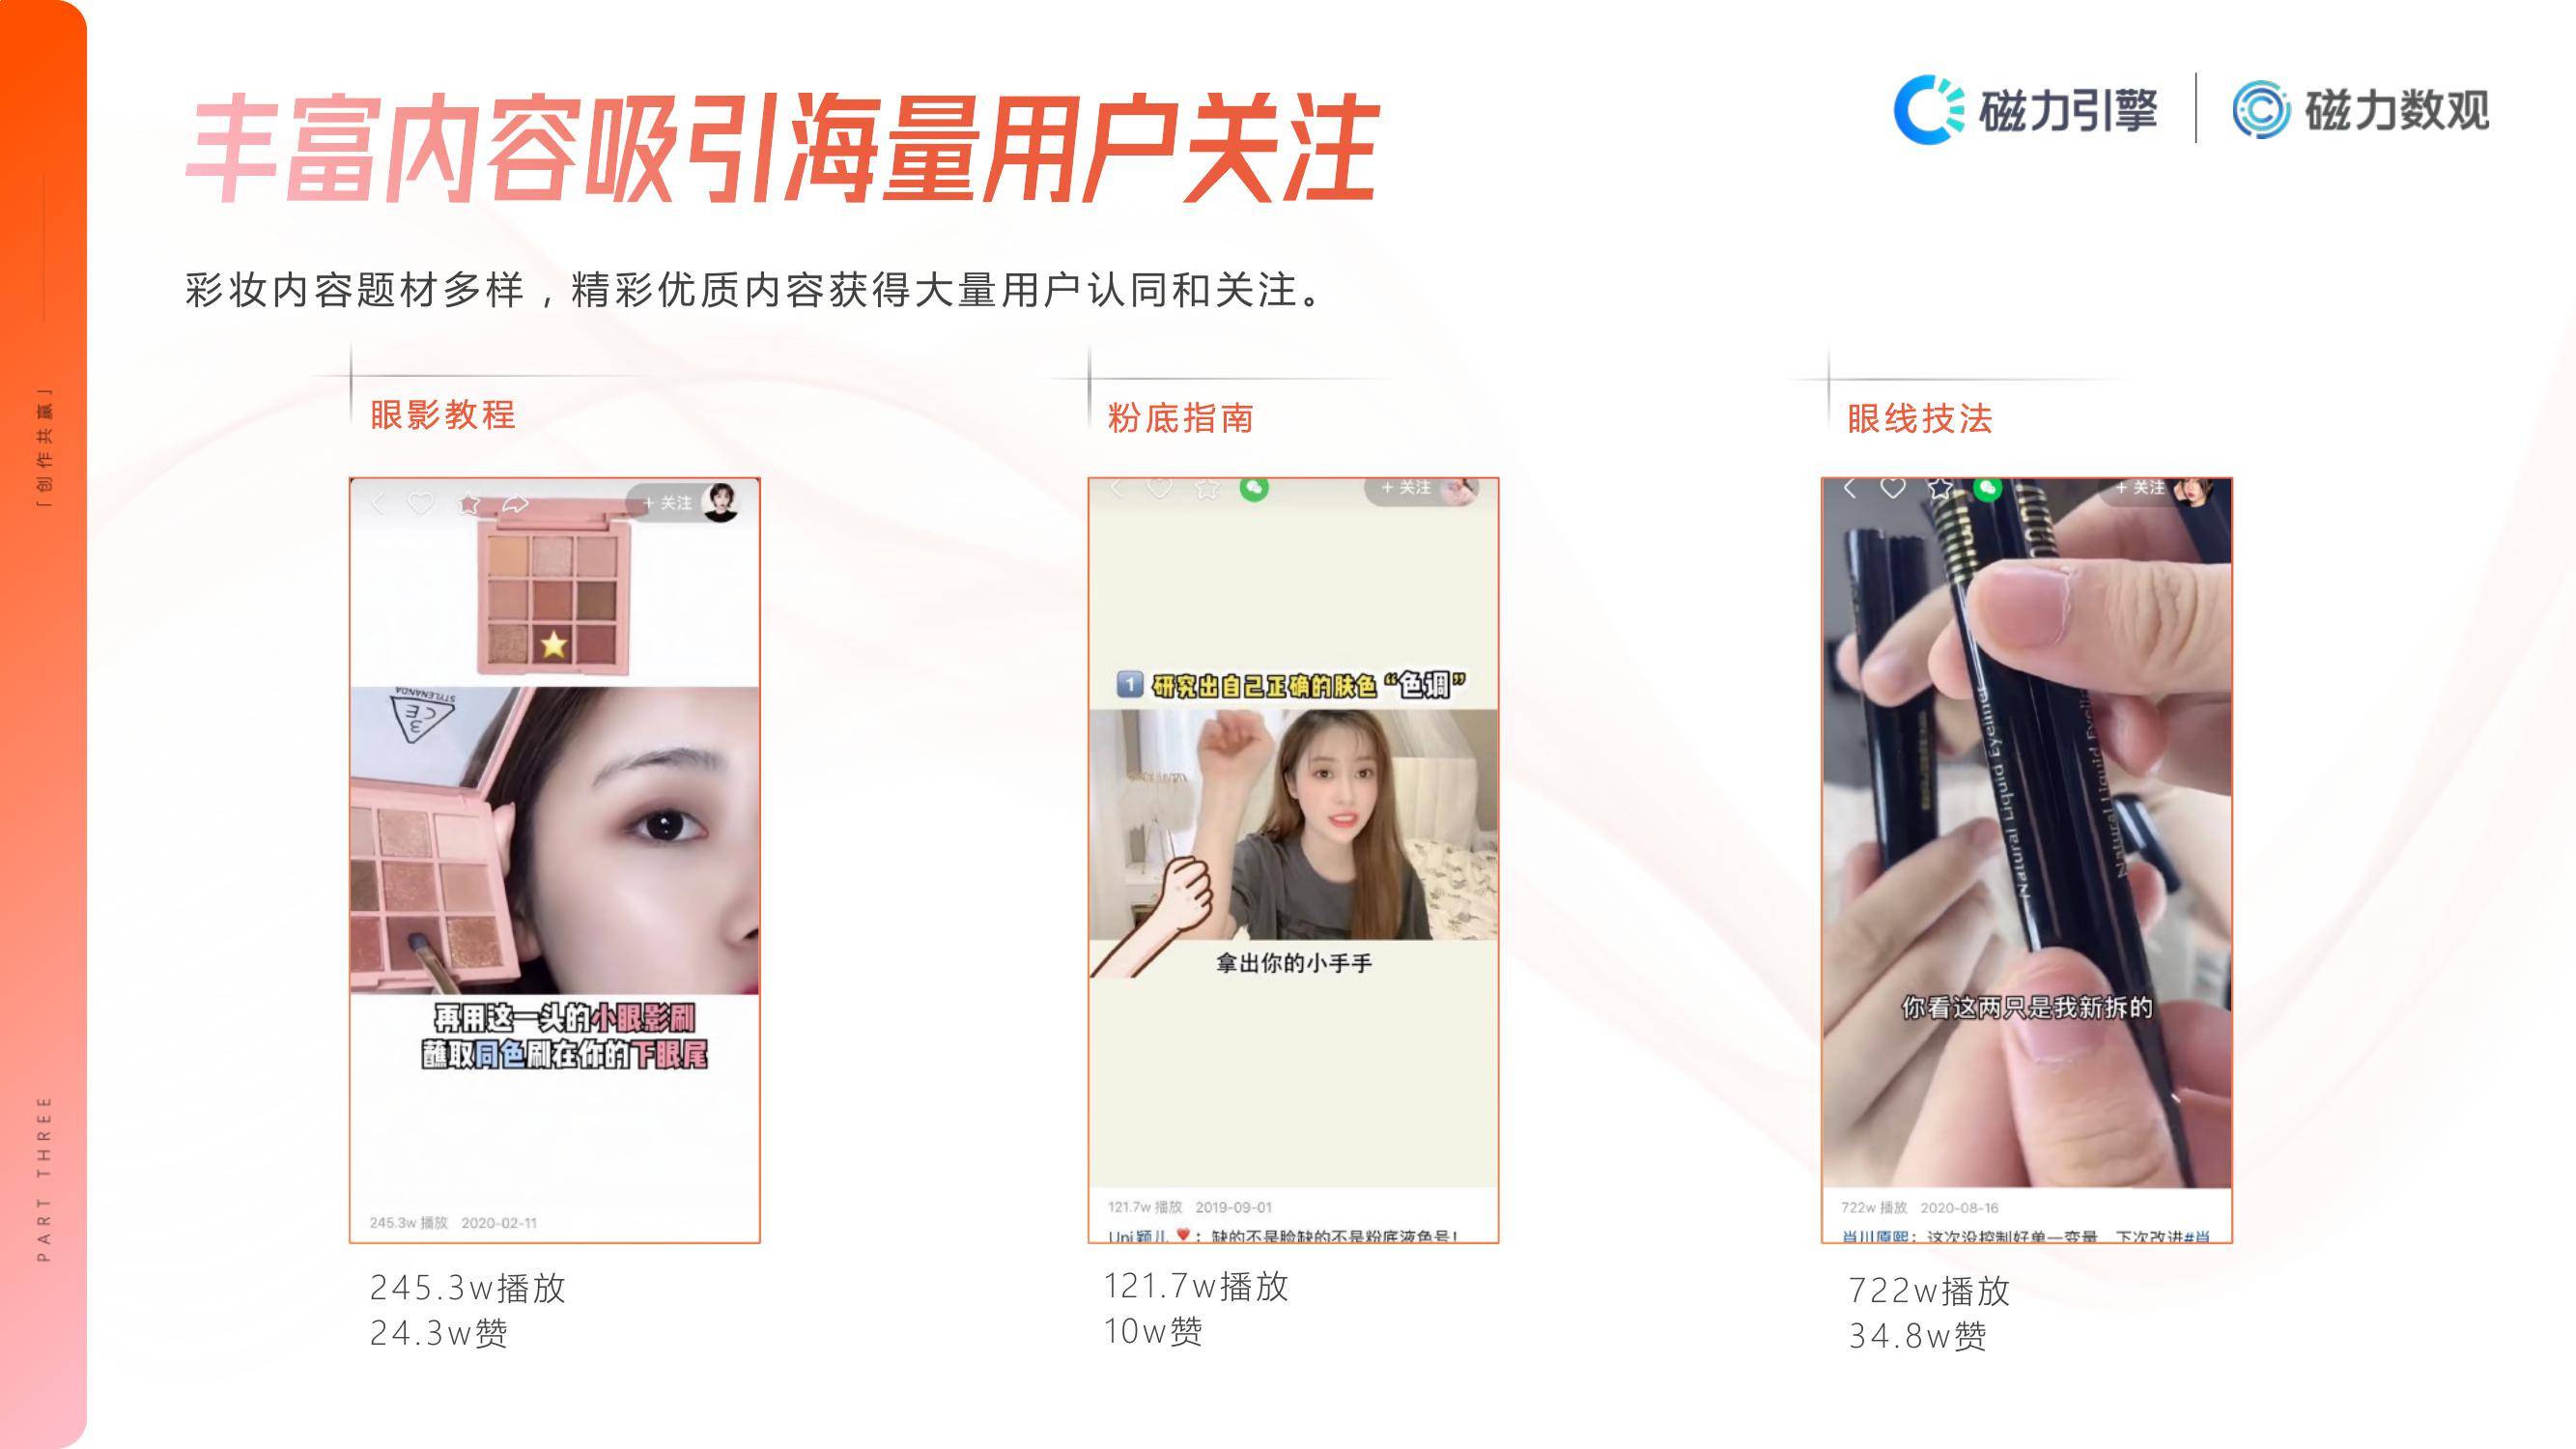 丰富内容吸引海量用户关注
磁力引擎
磁力数观
彩妆内容题材多样，精彩优质内容获得大量用户认同和关注。
「创作共赢」
PART THREE
眼影教程
+ 关注
STYLENANDA
3CE
再用这一头的小眼影刷
蘸取同色刷在你的下眼尾
245.3w 播放 2020-02-11
245.3w播放
24.3w赞
粉底指南
+ 关注
1 研究出自己正确的肤色“色调”
拿出你的小手手
121.7w 播放 2019-09-01
Uni颖儿 ❤️：缺的不是脸缺的不是粉底液色号！
121.7w播放
10w赞
眼线技法
+ 关注
Natural Liquid Eyeliner
Natural Liquid Eyelin
你看这两只是我新拆的
722w 播放 2020-08-16
肖川原熙：这次没控制好单一变量，下次改进#肖
722w播放
34.8w赞